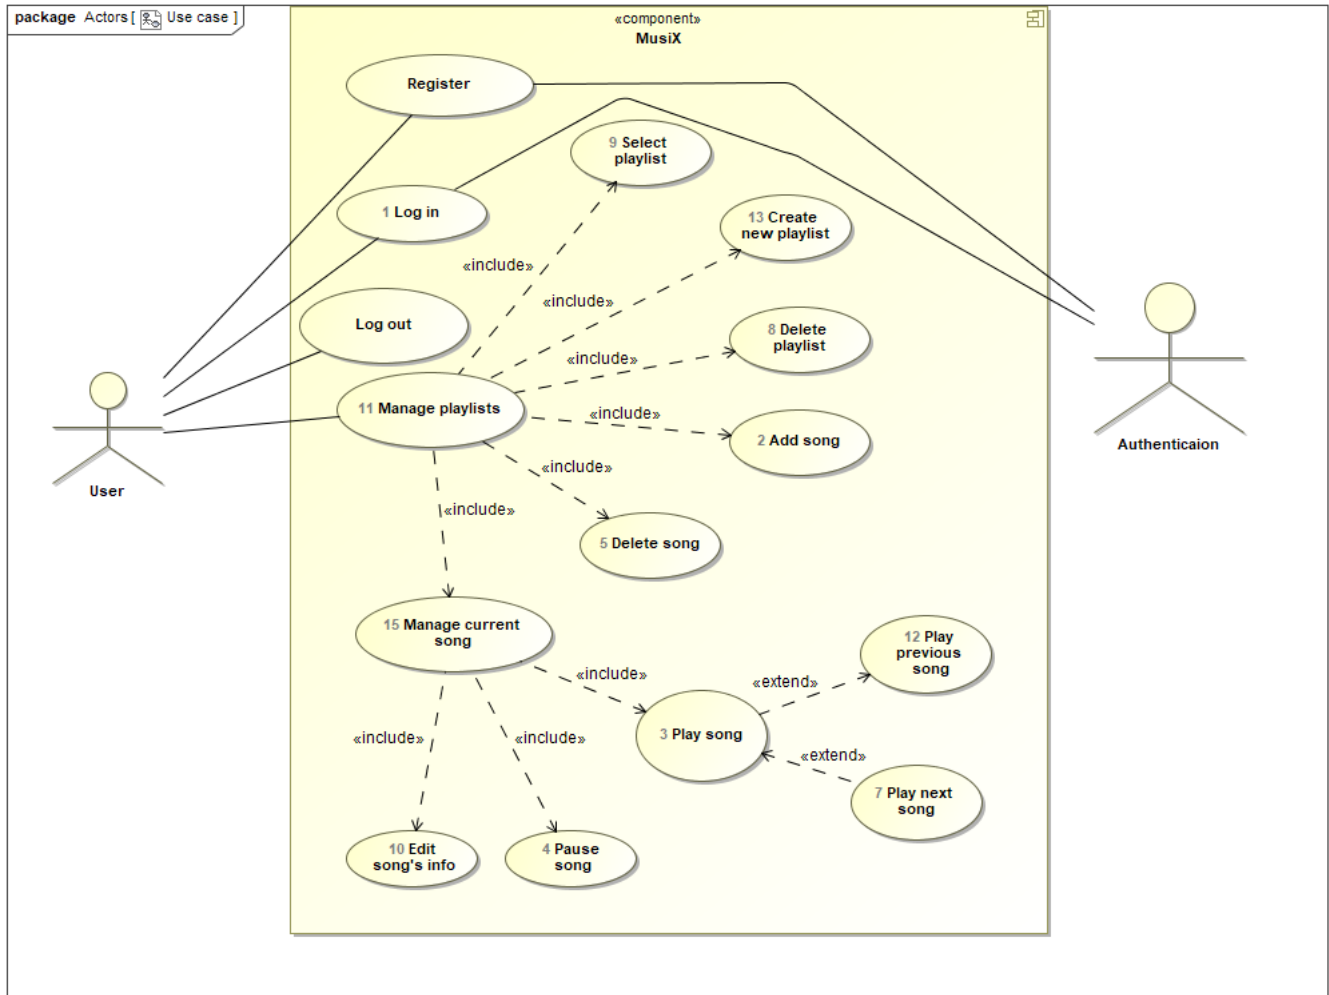 package Actors [ Use case ]
«component»
MusiX
Register
9 Select
playlist
1 Log in
13 Create
new playlist
«include»
«include»
Log out
8 Delete
playlist
«include»
11 Manage playlists
«include»
2 Add song
Authenticaion
«include»
User
«include»
5 Delete song
15 Manage current
song
12 Play
previous
song
«include»
«extend»
3 Play song
«include»
«include»
«extend»
7 Play next
song
10 Edit
song's info
4 Pause
song